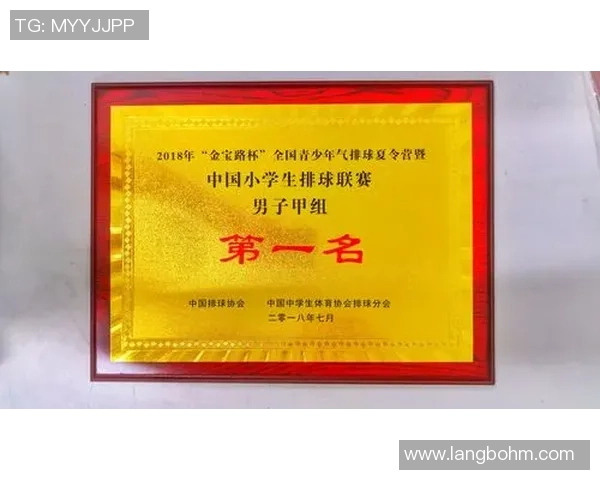 TG: MYYJJPP
2018年“金宝路杯”全国青少年气排球夏令营暨
中国小学生排球联赛
男子甲组
第一名
中国排球协会 中国中学生体育协会排球分会
二零一八年七月
www.langbohm.com